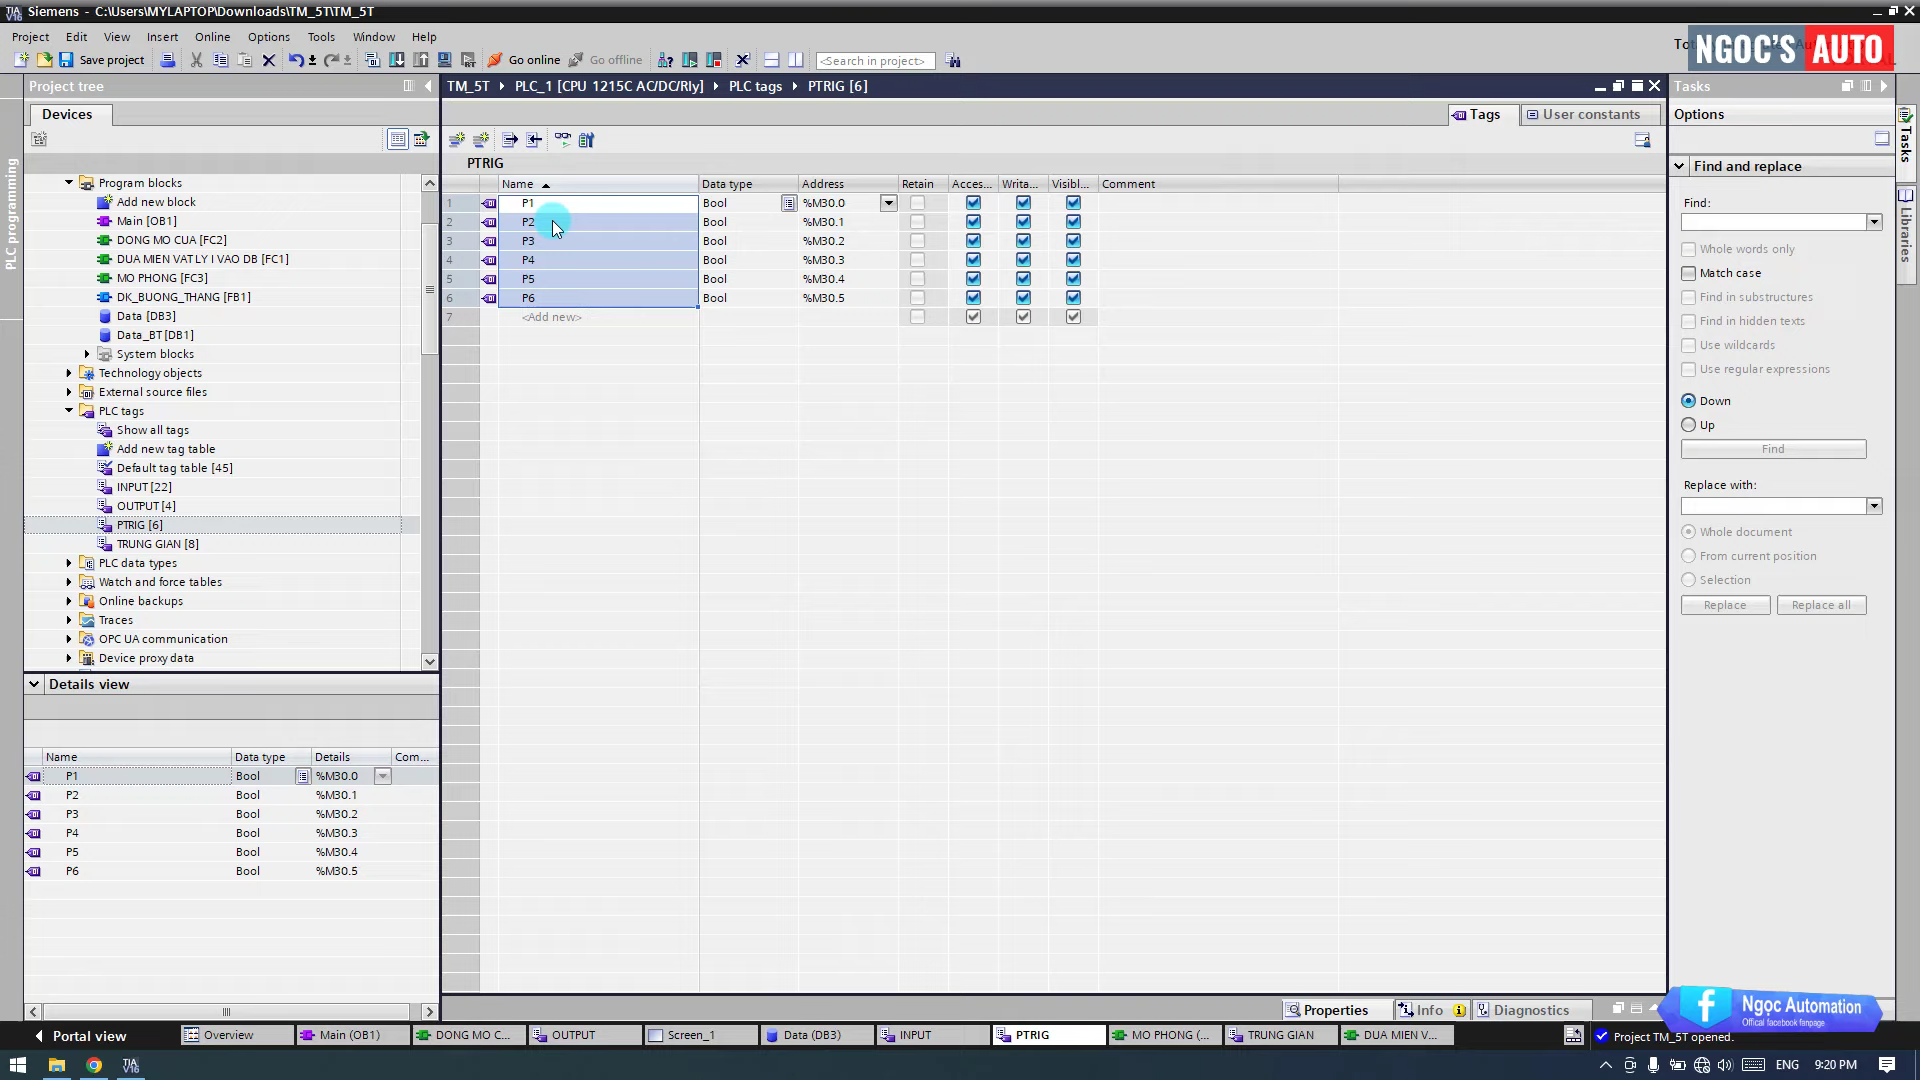 Siemens - C:\Users\MYLAPTOP\Downloads\TM_5T\TM_5T
Project Edit View Insert Online Options Tools Window Help
Save project Go online Go offline <Search in project>
NGOC'S AUTO
Project tree
TM_5T PLC_1 [CPU 1215C AC/DC/Rly] PLC tags PTRIG [6]
Tasks
Devices
Tags User constants
Options
PLC programming
PTRIG
Find and replace
Name Data type Address Retain Acces... Writa... Visibl... Comment
1 P1 Bool %M30.0
2 P2 Bool %M30.1
3 P3 Bool %M30.2
4 P4 Bool %M30.3
5 P5 Bool %M30.4
6 P6 Bool %M30.5
7 <Add new>
Program blocks
Add new block
Main [OB1]
DONG MO CUA [FC2]
DUA MIEN VAT LY I VAO DB [FC1]
MO PHONG [FC3]
DK_BUONG_THANG [FB1]
Data [DB3]
Data_BT [DB1]
System blocks
Technology objects
External source files
PLC tags
Show all tags
Add new tag table
Default tag table [45]
INPUT [22]
OUTPUT [4]
PTRIG [6]
TRUNG GIAN [8]
PLC data types
Watch and force tables
Online backups
Traces
OPC UA communication
Device proxy data
Find:
Whole words only
Match case
Find in substructures
Find in hidden texts
Use wildcards
Use regular expressions
Down
Up
Find
Replace with:
Whole document
From current position
Selection
Replace Replace all
Tasks
Libraries
Details view
Name Data type Details Com...
P1 Bool %M30.0
P2 Bool %M30.1
P3 Bool %M30.2
P4 Bool %M30.3
P5 Bool %M30.4
P6 Bool %M30.5
Properties Info Diagnostics
Ngọc Automation
Official facebook fanpage
Portal view Overview Main (OB1) DONG MO C... OUTPUT Screen_1 Data (DB3) INPUT PTRIG MO PHONG (... TRUNG GIAN DUA MIEN V... Project TM_5T opened.
ENG 9:20 PM